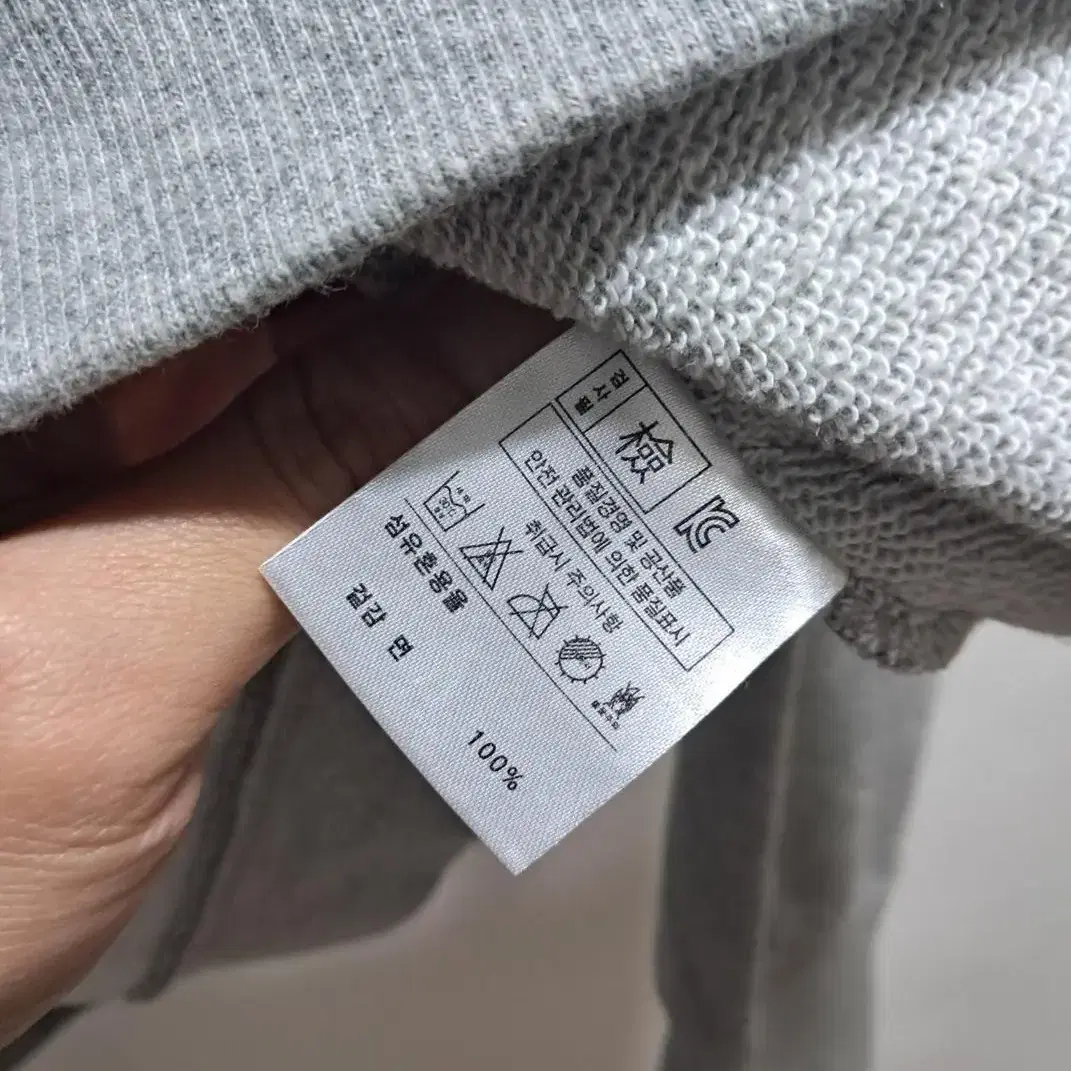 검사필
檢
품질경영 및 공산품
안전 관리법에 의한 품질표시
취급시 주의사항
섬유혼용률
겉감 면 100%